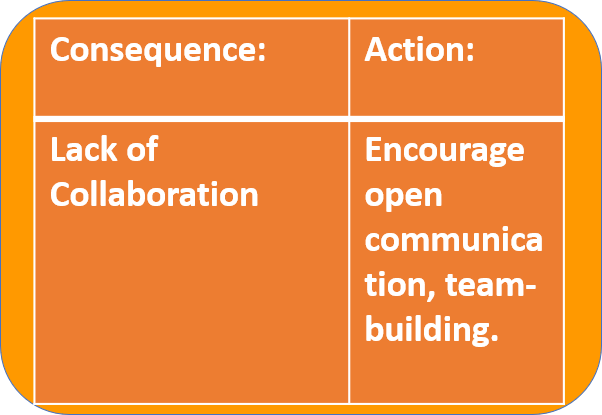 Consequence:
Action:
Lack of
Collaboration
Encourage
open
communica
tion, team-
building.